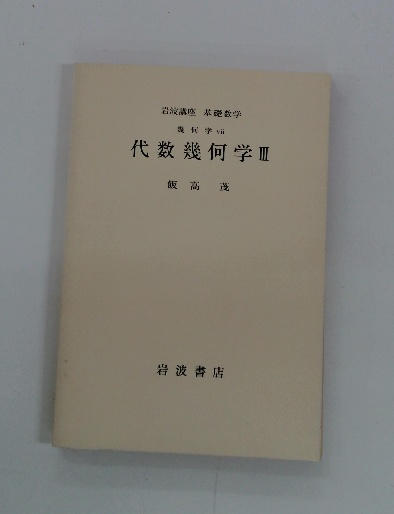 岩波講座 基礎数学
幾何学 vii
代数幾何学 III
飯高 茂
岩波書店